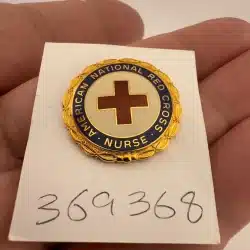 AMERICAN NATIONAL RED CROSS
· NURSE ·
369368